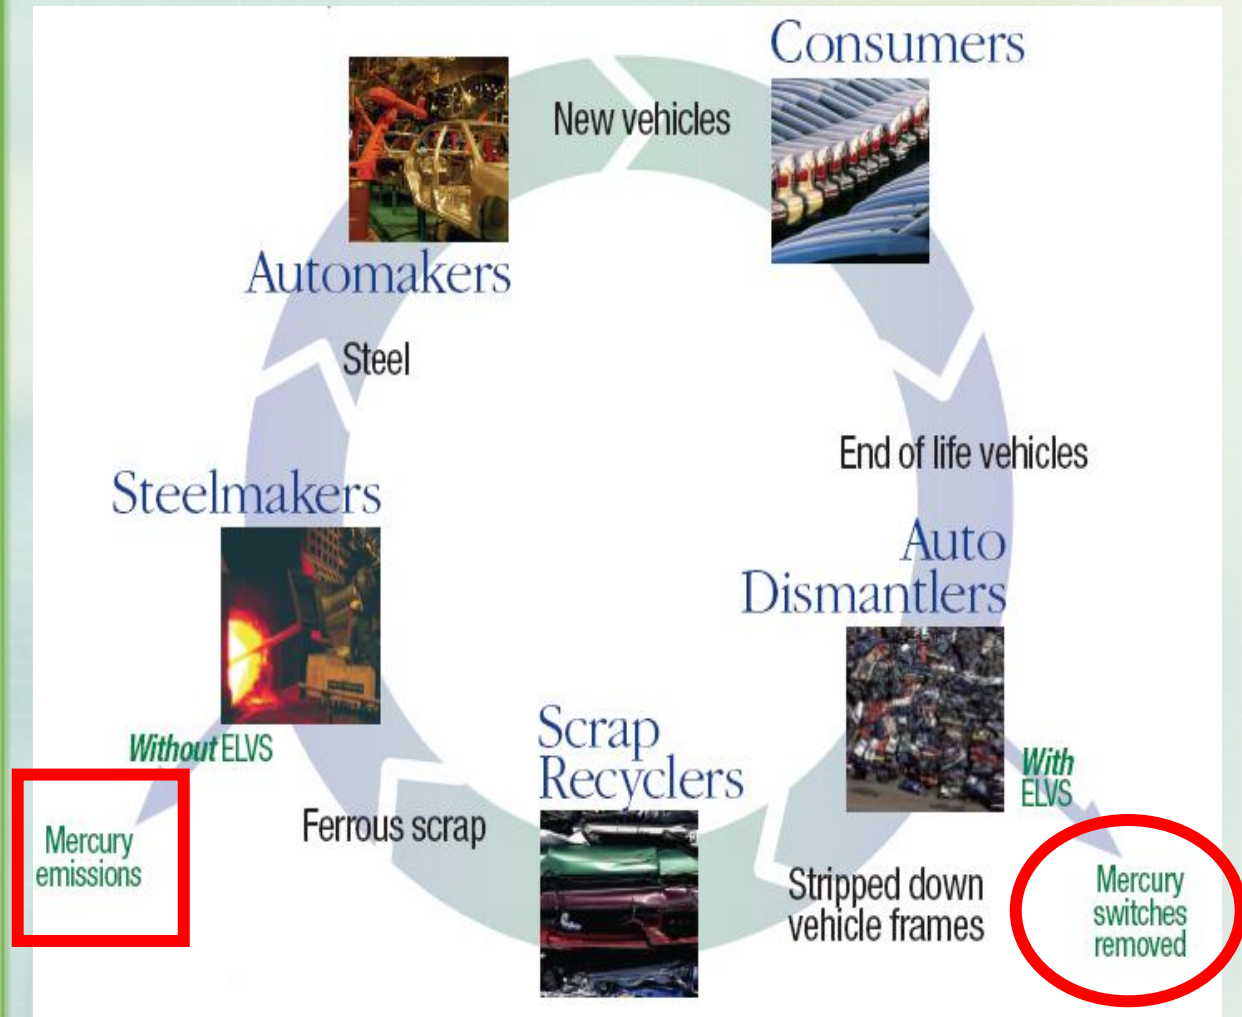 Consumers
New vehicles
Automakers
Steel
End of life vehicles
Steelmakers
Auto
Dismantlers
Scrap
Recyclers
Without ELVS
With
ELVS
Ferrous scrap
Mercury
emissions
Stripped down
vehicle frames
Mercury
switches
removed